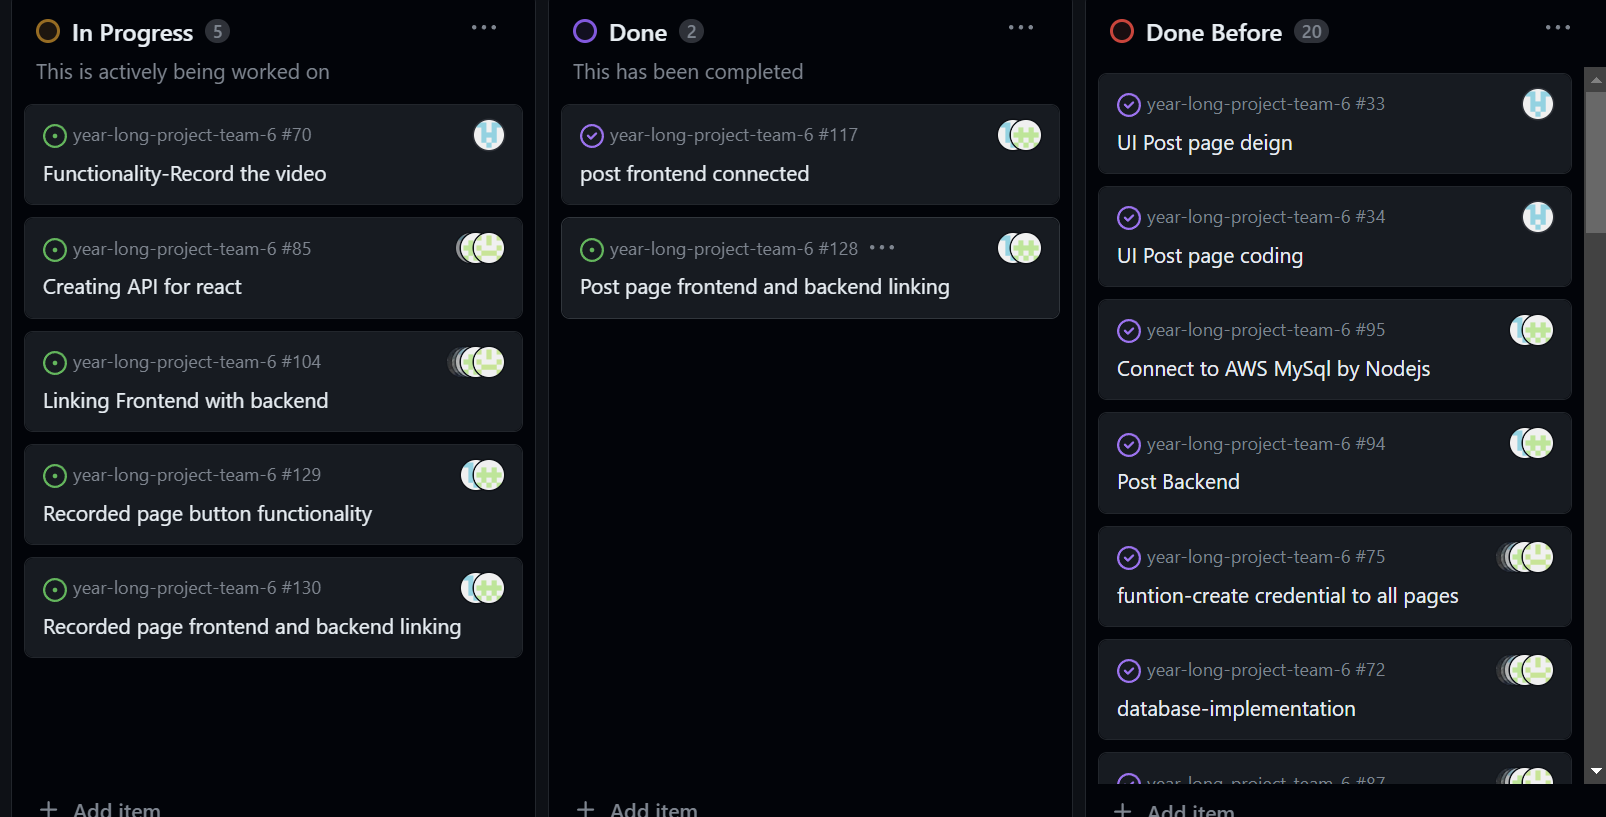 In Progress 5
This is actively being worked on
year-long-project-team-6 #70
Functionality-Record the video
year-long-project-team-6 #85
Creating API for react
year-long-project-team-6 #104
Linking Frontend with backend
year-long-project-team-6 #129
Recorded page button functionality
year-long-project-team-6 #130
Recorded page frontend and backend linking
+ Add item
Done 2
This has been completed
year-long-project-team-6 #117
post frontend connected
year-long-project-team-6 #128
Post page frontend and backend linking
+ Add item
Done Before 20
year-long-project-team-6 #33
UI Post page deign
year-long-project-team-6 #34
UI Post page coding
year-long-project-team-6 #95
Connect to AWS MySql by Nodejs
year-long-project-team-6 #94
Post Backend
year-long-project-team-6 #75
funtion-create credential to all pages
year-long-project-team-6 #72
database-implementation
year-long-project-team-6 #87
+ Add item